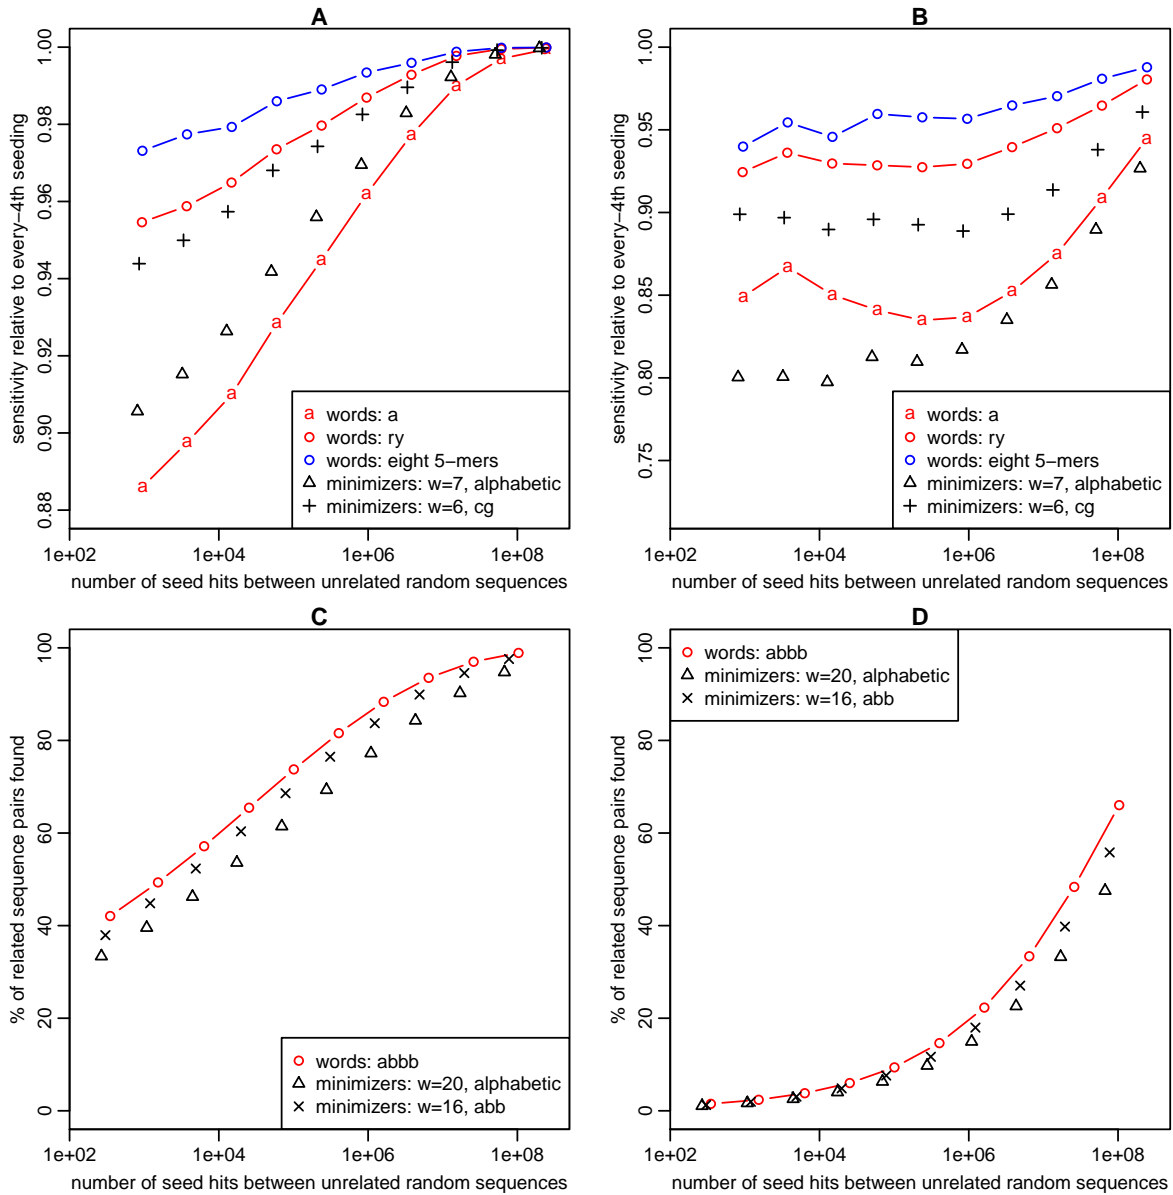 A
sensitivity relative to every−4th seeding
1.00
0.98
0.96
0.94
0.92
0.90
0.88
a
a
a
a
a
a
a
a
a
a
a words: a
words: ry
words: eight 5−mers
minimizers: w=7, alphabetic
minimizers: w=6, cg
1e+02 1e+04 1e+06 1e+08
number of seed hits between unrelated random sequences
B
sensitivity relative to every−4th seeding
1.00
0.95
0.90
0.85
0.80
0.75
a
a
a
a
a
a
a
a
a
a
a words: a
words: ry
words: eight 5−mers
minimizers: w=7, alphabetic
minimizers: w=6, cg
1e+02 1e+04 1e+06 1e+08
number of seed hits between unrelated random sequences
C
% of related sequence pairs found
100
80
60
40
20
0
words: abbb
minimizers: w=20, alphabetic
minimizers: w=16, abb
1e+02 1e+04 1e+06 1e+08
number of seed hits between unrelated random sequences
D
% of related sequence pairs found
100
80
60
40
20
0
words: abbb
minimizers: w=20, alphabetic
minimizers: w=16, abb
1e+02 1e+04 1e+06 1e+08
number of seed hits between unrelated random sequences